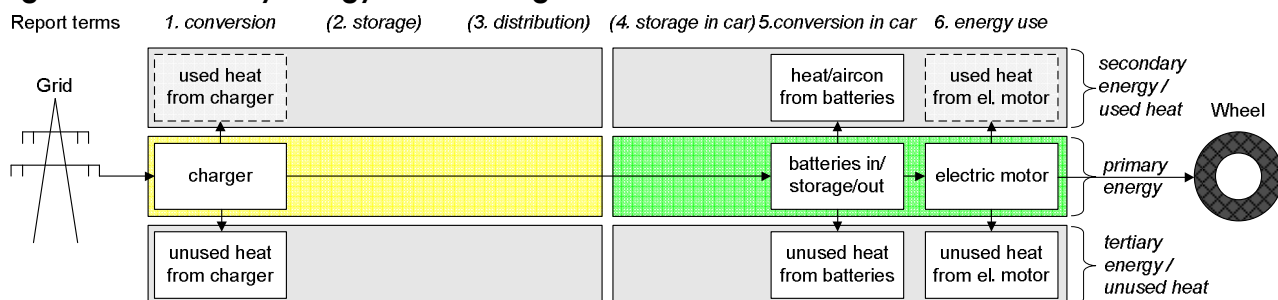 Report terms 1. conversion (2. storage) (3. distribution) (4. storage in car) 5.conversion in car 6. energy use
Grid
used heat
from charger
heat/aircon
from batteries
used heat
from el. motor
secondary
energy /
used heat
Wheel
charger
batteries in/
storage/out
electric motor
primary
energy
unused heat
from charger
unused heat
from batteries
unused heat
from el. motor
tertiary
energy /
unused heat